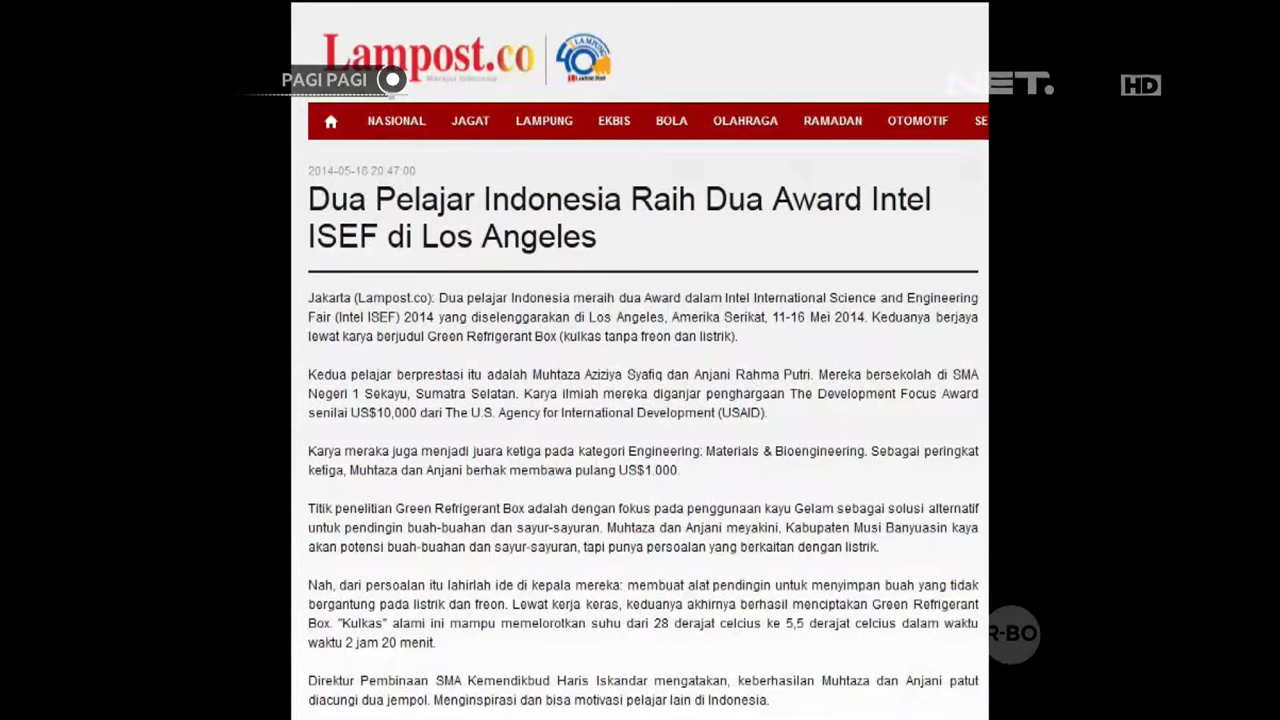 Lampost.co
LAMPUNG
PAGI PAGI
NET.
HD
NASIONAL JAGAT LAMPUNG EKBIS BOLA OLAHRAGA RAMADAN OTOMOTIF SE
2014-05-18 20:47:00
Dua Pelajar Indonesia Raih Dua Award Intel
ISEF di Los Angeles
Jakarta (Lampost.co): Dua pelajar Indonesia meraih dua Award dalam Intel International Science and Engineering
Fair (Intel ISEF) 2014 yang diselenggarakan di Los Angeles, Amerika Serikat, 11-16 Mei 2014. Keduanya berjaya
lewat karya berjudul Green Refrigerant Box (kulkas tanpa freon dan listrik).
Kedua pelajar berprestasi itu adalah Muhtaza Aziziya Syafiq dan Anjani Rahma Putri. Mereka bersekolah di SMA
Negeri 1 Sekayu, Sumatra Selatan. Karya ilmiah mereka diganjar penghargaan The Development Focus Award
senilai US$10,000 dari The U.S. Agency for International Development (USAID).
Karya meraka juga menjadi juara ketiga pada kategori Engineering: Materials & Bioengineering. Sebagai peringkat
ketiga, Muhtaza dan Anjani berhak membawa pulang US$1.000.
Titik penelitian Green Refrigerant Box adalah dengan fokus pada penggunaan kayu Gelam sebagai solusi alternatif
untuk pendingin buah-buahan dan sayur-sayuran. Muhtaza dan Anjani meyakini, Kabupaten Musi Banyuasin kaya
akan potensi buah-buahan dan sayur-sayuran, tapi punya persoalan yang berkaitan dengan listrik.
Nah, dari persoalan itu lahirlah ide di kepala mereka: membuat alat pendingin untuk menyimpan buah yang tidak
bergantung pada listrik dan freon. Lewat kerja keras, keduanya akhirnya berhasil menciptakan Green Refrigerant
Box. "Kulkas" alami ini mampu memelorotkan suhu dari 28 derajat celcius ke 5,5 derajat celcius dalam waktu
waktu 2 jam 20 menit.
R-BO
Direktur Pembinaan SMA Kemendikbud Haris Iskandar mengatakan, keberhasilan Muhtaza dan Anjani patut
diacungi dua jempol. Menginspirasi dan bisa motivasi pelajar lain di Indonesia.